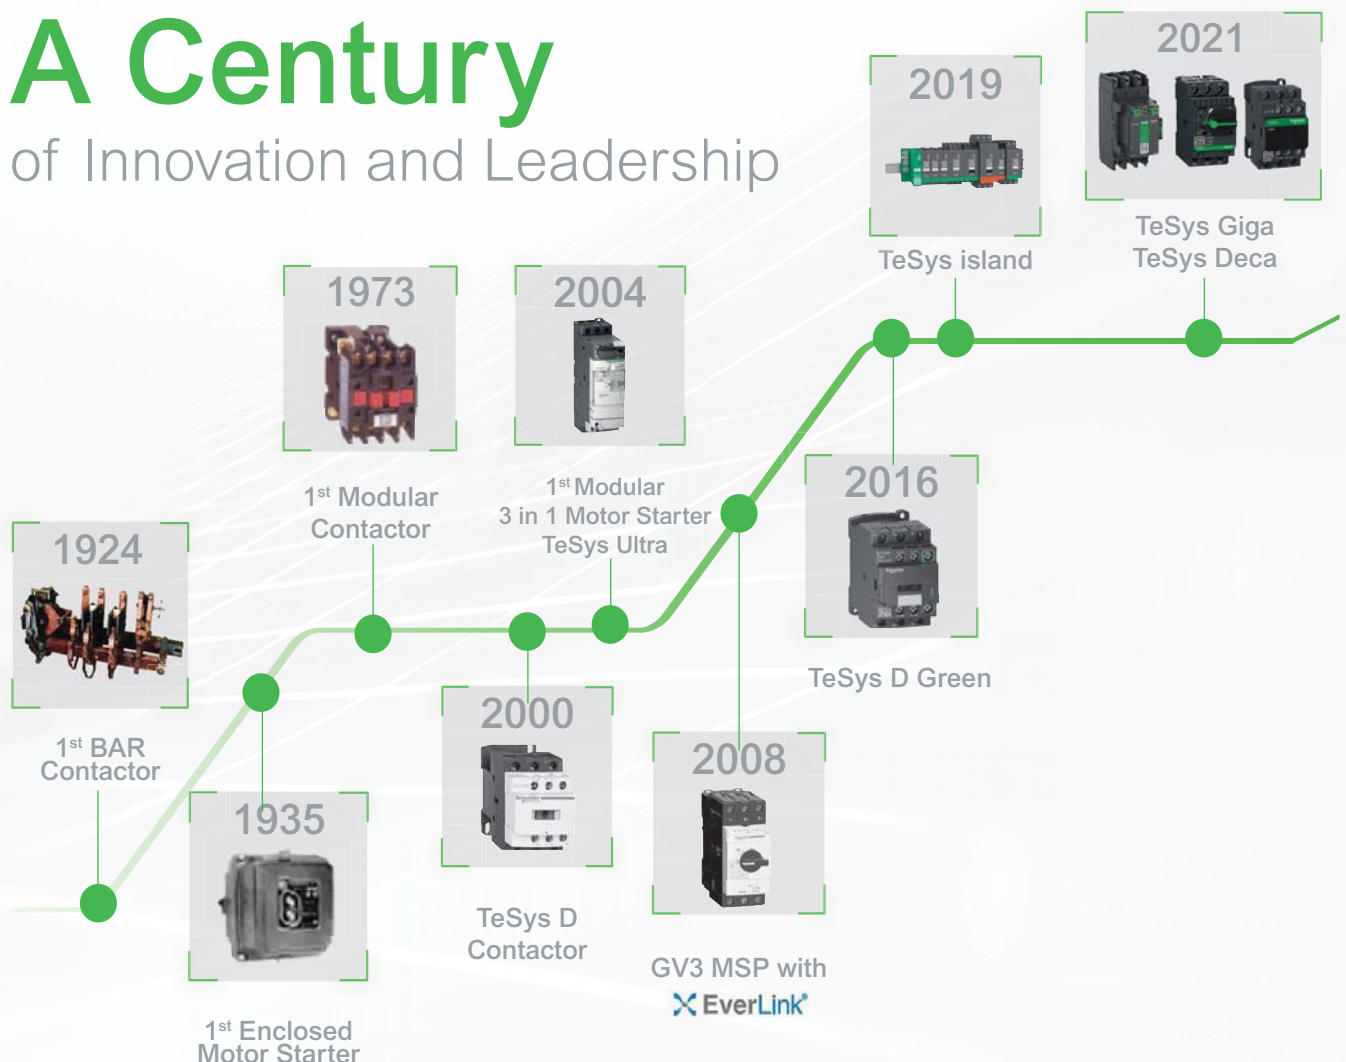 A Century
of Innovation and Leadership
1924
1st BAR
Contactor
1935
1st Enclosed
Motor Starter
1973
1st Modular
Contactor
2000
TeSys D
Contactor
2004
1st Modular
3 in 1 Motor Starter
TeSys Ultra
2008
GV3 MSP with
EverLink®
2016
TeSys D Green
2019
TeSys island
2021
TeSys Giga
TeSys Deca